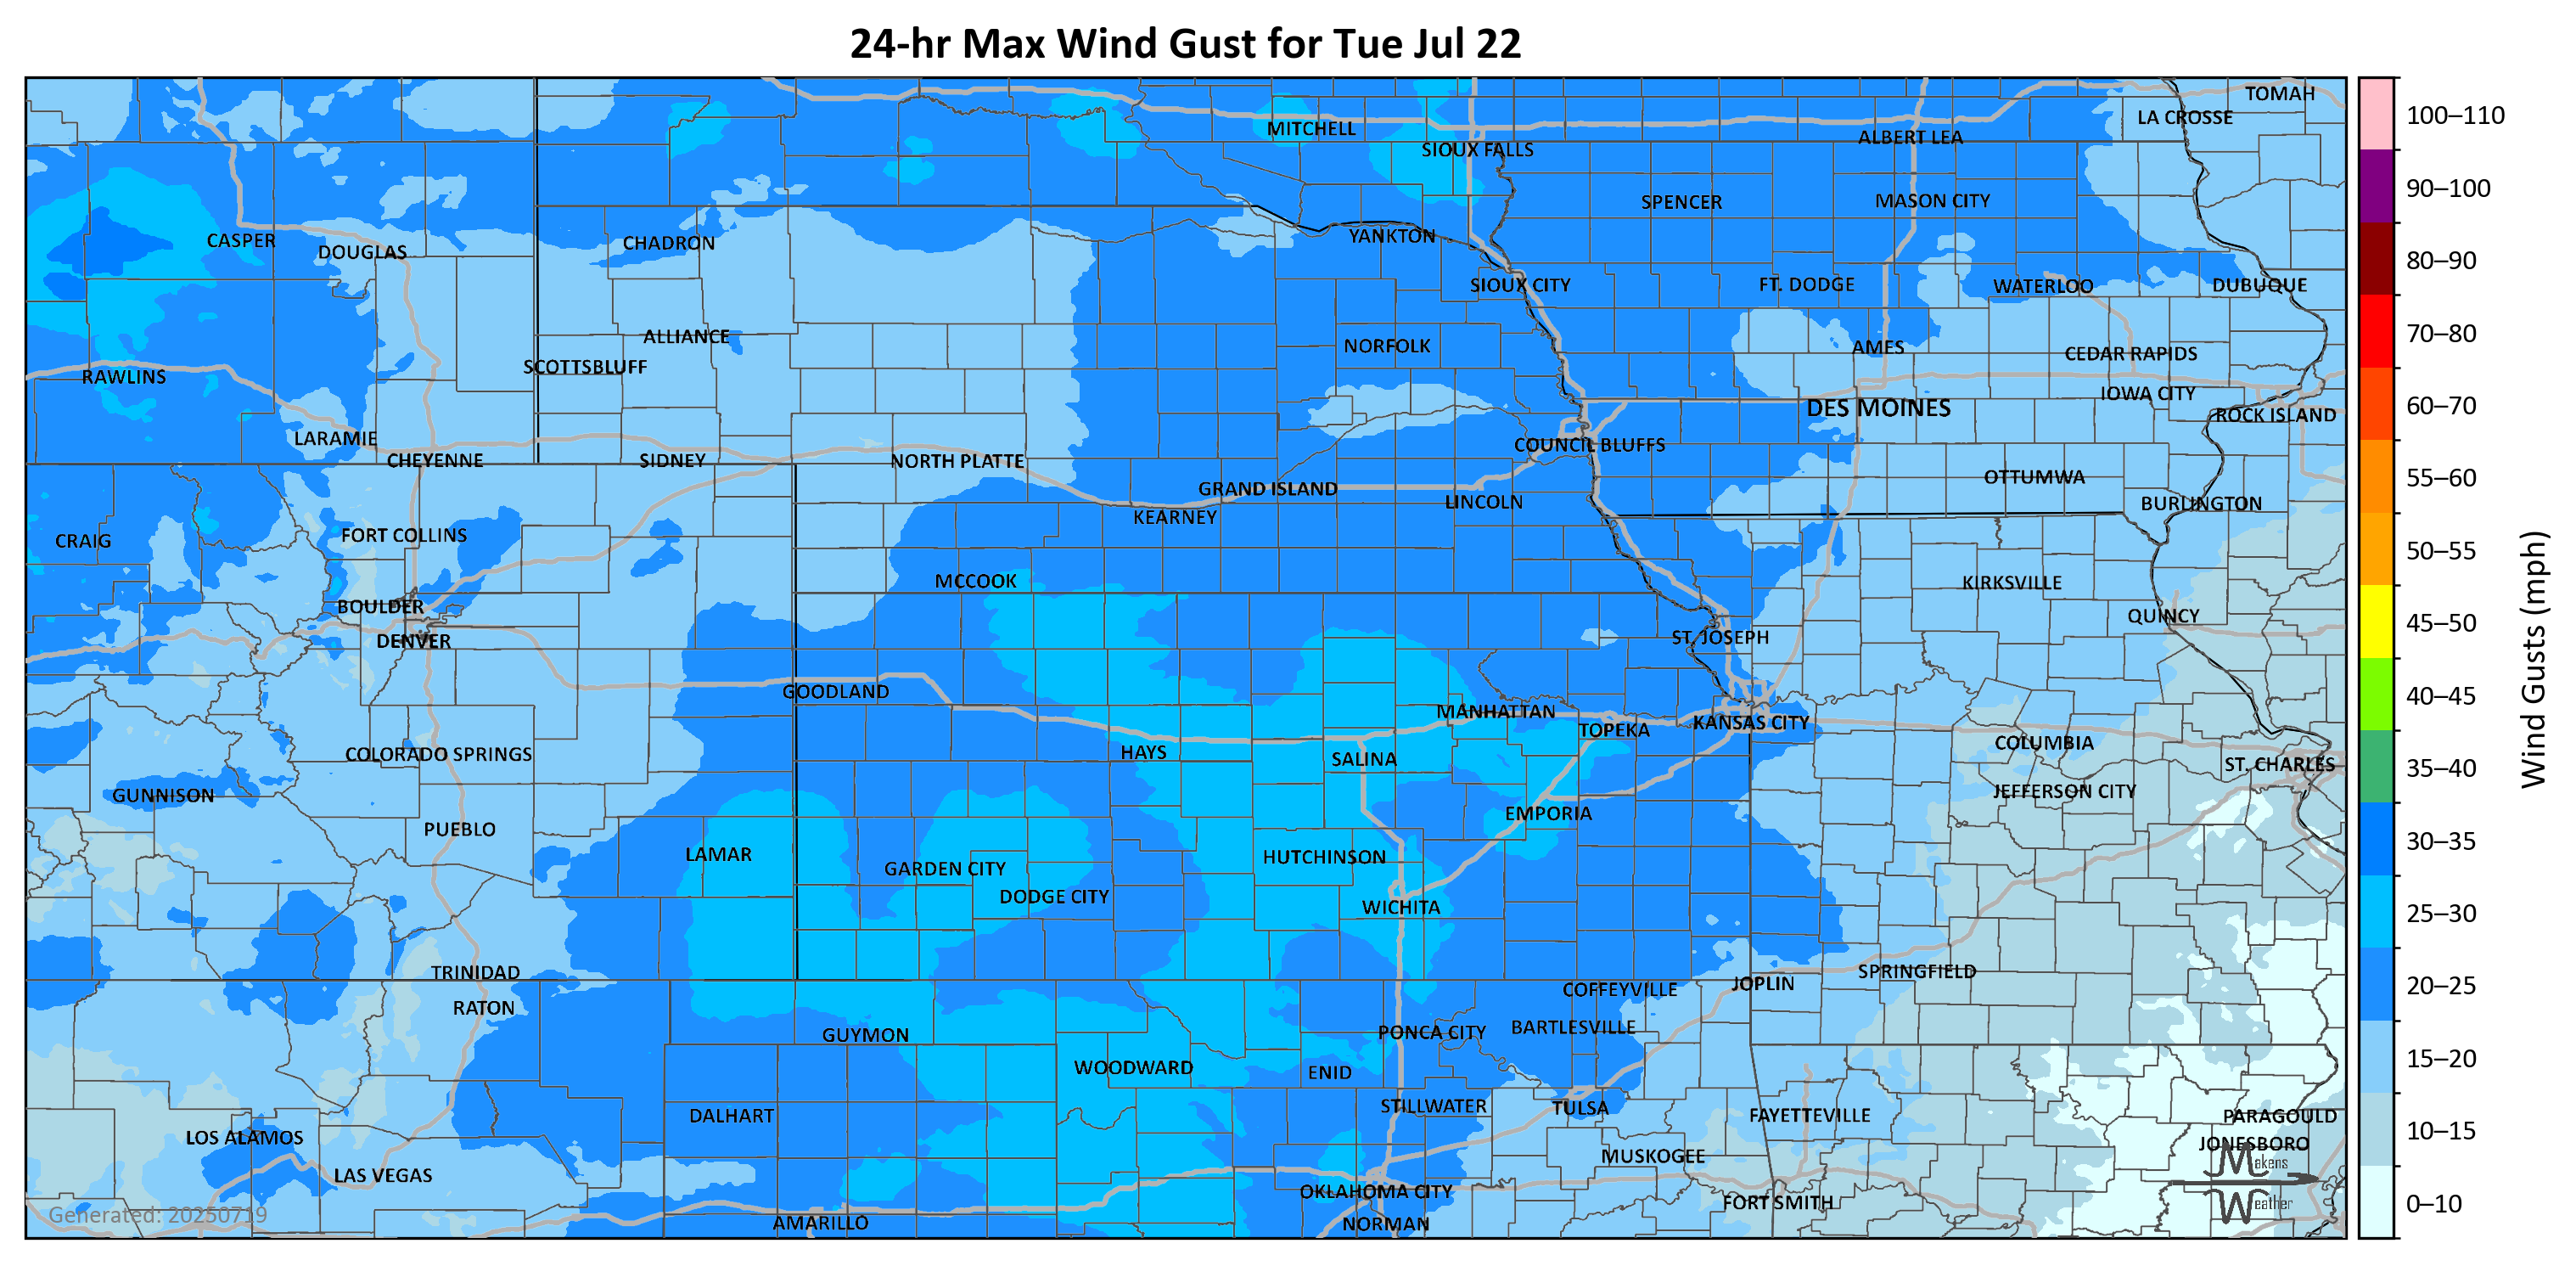 24-hr Max Wind Gust for Tue Jul 22
TOMAH
LA CROSSE
MITCHELL
ALBERT LEA
SIOUX FALLS
SPENCER
MASON CITY
CASPER
DOUGLAS
CHADRON
YANKTON
SIOUX CITY
FT. DODGE
WATERLOO
DUBUQUE
ALLIANCE
NORFOLK
AMES
CEDAR RAPIDS
SCOTTSBLUFF
RAWLINS
IOWA CITY
DES MOINES
ROCK ISLAND
LARAMIE
COUNCIL BLUFFS
CHEYENNE
SIDNEY
NORTH PLATTE
OTTUMWA
GRAND ISLAND
LINCOLN
BURLINGTON
KEARNEY
CRAIG
FORT COLLINS
MCCOOK
KIRKSVILLE
BOULDER
QUINCY
DENVER
ST. JOSEPH
GOODLAND
MANHATTAN
TOPEKA
KANSAS CITY
COLUMBIA
COLORADO SPRINGS
HAYS
SALINA
ST. CHARLES
GUNNISON
JEFFERSON CITY
EMPORIA
PUEBLO
LAMAR
HUTCHINSON
GARDEN CITY
DODGE CITY
WICHITA
TRINIDAD
SPRINGFIELD
JOPLIN
COFFEYVILLE
RATON
GUYMON
PONCA CITY
BARTLESVILLE
WOODWARD
ENID
STILLWATER
TULSA
DALHART
FAYETTEVILLE
PARAGOULD
LOS ALAMOS
JONESBORO
MUSKOGEE
LAS VEGAS
OKLAHOMA CITY
FORT SMITH
AMARILLO
NORMAN
Generated: 20250719
Makens
Weather
100–110
90–100
80–90
70–80
60–70
55–60
50–55
45–50
40–45
35–40
30–35
25–30
20–25
15–20
10–15
0–10
Wind Gusts (mph)